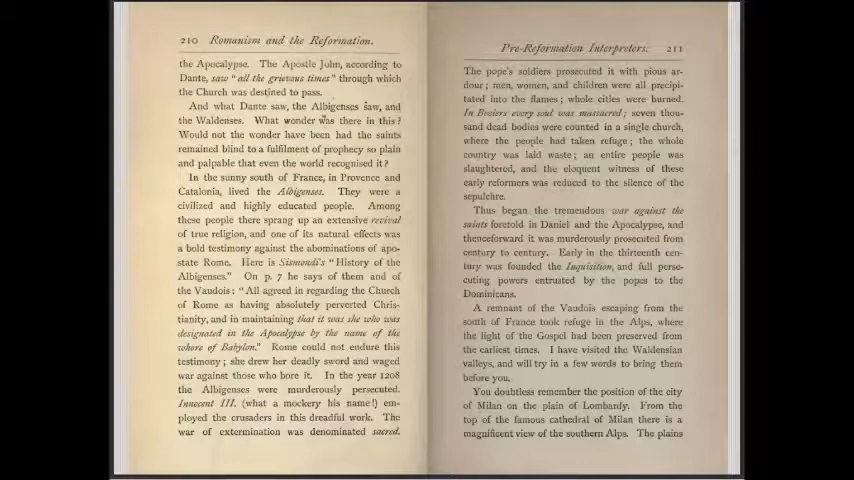 210 Romanism and the Reformation.
the Apocalypse. The Apostle John, according to
Dante, saw "all the grievous times" through which
the Church was destined to pass.
And what Dante saw, the Albigenses saw, and
the Waldenses. What wonder was there in this?
Would not the wonder have been had the saints
remained blind to a fulfilment of prophecy so plain
and palpable that even the world recognised it?
In the sunny south of France, in Provence and
Catalonia, lived the Albigenses. They were a
civilized and highly educated people. Among
these people there sprang up an extensive revival
of true religion, and one of its natural effects was
a bold testimony against the abominations of apo-
state Rome. Here is Sismondi's "History of the
Albigenses." On p. 7 he says of them and of
the Vaudois: "All agreed in regarding the Church
of Rome as having absolutely perverted Chris-
tianity, and in maintaining that it was she who was
designated in the Apocalypse by the name of the
whore of Babylon." Rome could not endure this
testimony; she drew her deadly sword and waged
war against those who bore it. In the year 1208
the Albigenses were murderously persecuted.
Innocent III. (what a mockery his name!) em-
ployed the crusaders in this dreadful work. The
war of extermination was denominated sacred.
Pre-Reformation Interpreters. 211
The pope's soldiers prosecuted it with pious ar-
dour; men, women, and children were all precipi-
tated into the flames; whole cities were burned.
In Beziers every soul was massacred; seven thou-
sand dead bodies were counted in a single church,
where the people had taken refuge; the whole
country was laid waste; an entire people was
slaughtered, and the eloquent witness of these
early reformers was reduced to the silence of the
sepulchre.
Thus began the tremendous war against the
saints foretold in Daniel and the Apocalypse, and
thenceforward it was murderously prosecuted from
century to century. Early in the thirteenth cen-
tury was founded the Inquisition, and full perse-
cuting powers entrusted by the popes to the
Dominicans.
A remnant of the Vaudois escaping from the
south of France took refuge in the Alps, where
the light of the Gospel had been preserved from
the earliest times. I have visited the Waldensian
valleys, and will try in a few words to bring them
before you.
You doubtless remember the position of the city
of Milan on the plain of Lombardy. From the
top of the famous cathedral of Milan there is a
magnificent view of the southern Alps. The plains